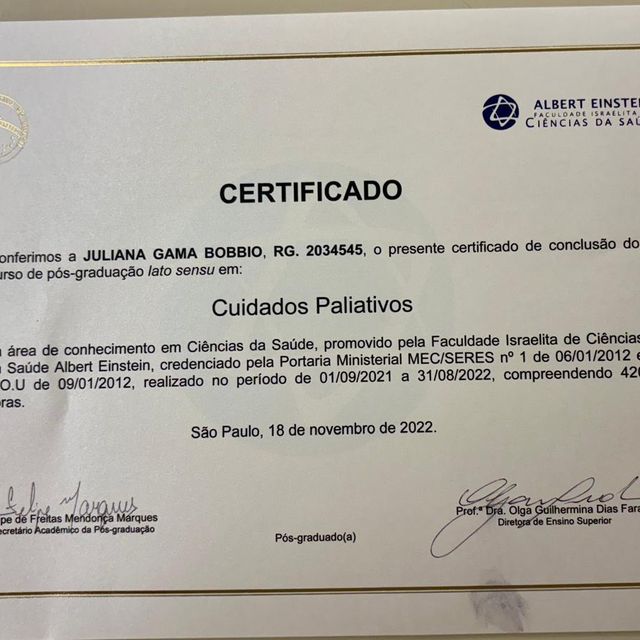 ALBERT EINSTEI
FACULDADE ISRAELITA
CIÊNCIAS DA SAÚ
CERTIFICADO
onferimos a JULIANA GAMA BOBBIO, RG. 2034545, o presente certificado de conclusão do
urso de pós-graduação lato sensu em:
Cuidados Paliativos
área de conhecimento em Ciências da Saúde, promovido pela Faculdade Israelita de Ciências
Saúde Albert Einstein, credenciado pela Portaria Ministerial MEC/SERES nº 1 de 06/01/2012 e
.O.U de 09/01/2012, realizado no período de 01/09/2021 a 31/08/2022, compreendendo 420
oras.
São Paulo, 18 de novembro de 2022.
Felipe Marques
pe de Freitas Mendonça Marques
ecretário Acadêmico da Pós-graduação
Pós-graduado(a)
Prof.ª Dra. Olga Guilhermina Dias Fara
Diretora de Ensino Superior